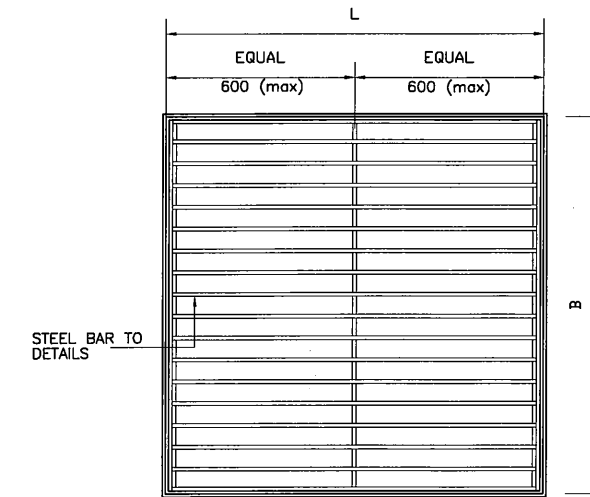 L
EQUAL EQUAL
600 (max) 600 (max)
B
STEEL BAR TO
DETAILS